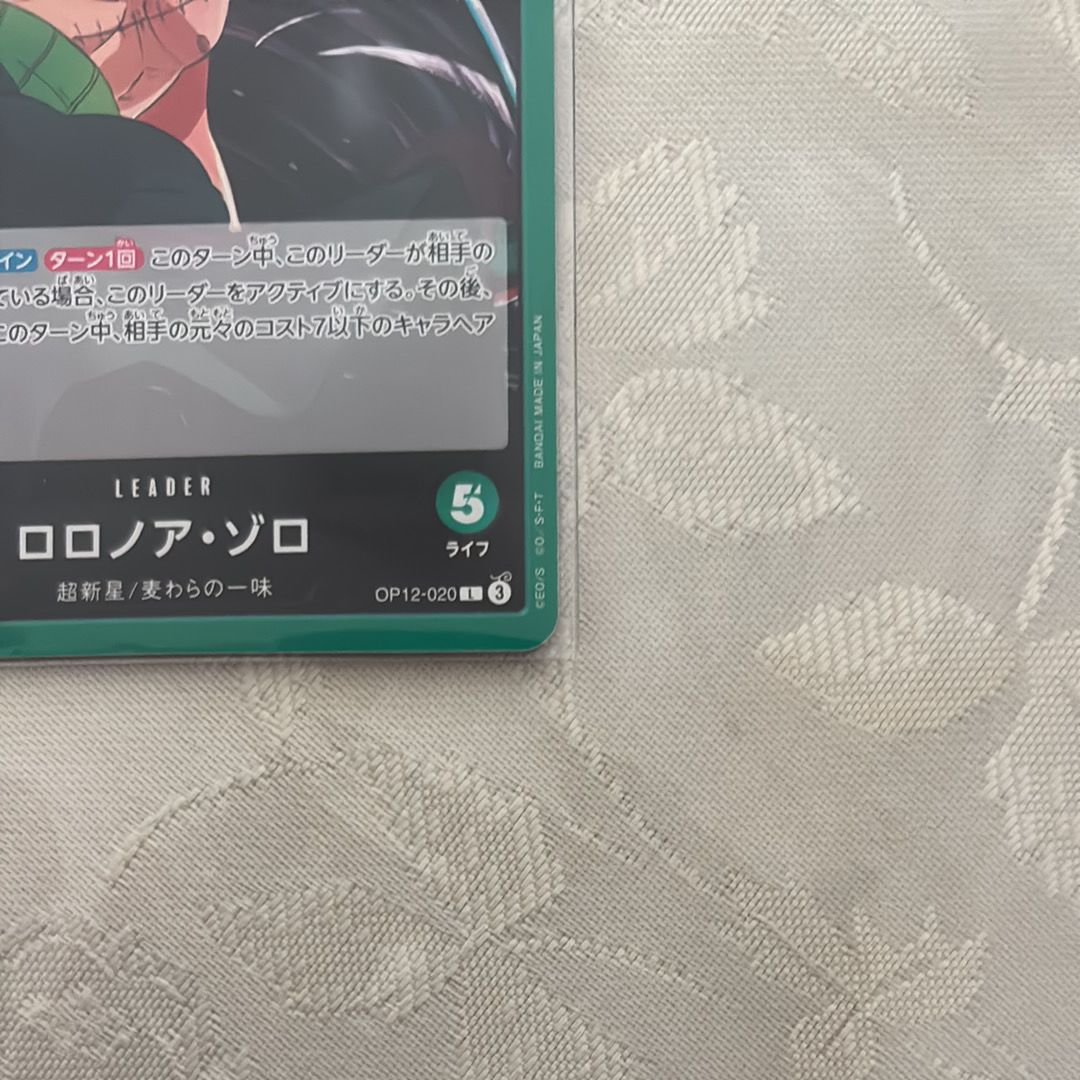 イン ターン1回 このターン中、このリーダーが相手の
ている場合、このリーダーをアクティブにする。その後、
このターン中、相手の元々のコスト7以下のキャラへア
LEADER
5
ロロノア・ゾロ
ライフ
超新星/麦わらの一味
OP12-020 L 3
©E.O/S ©O/S・F・T BANDAI MADE IN JAPAN